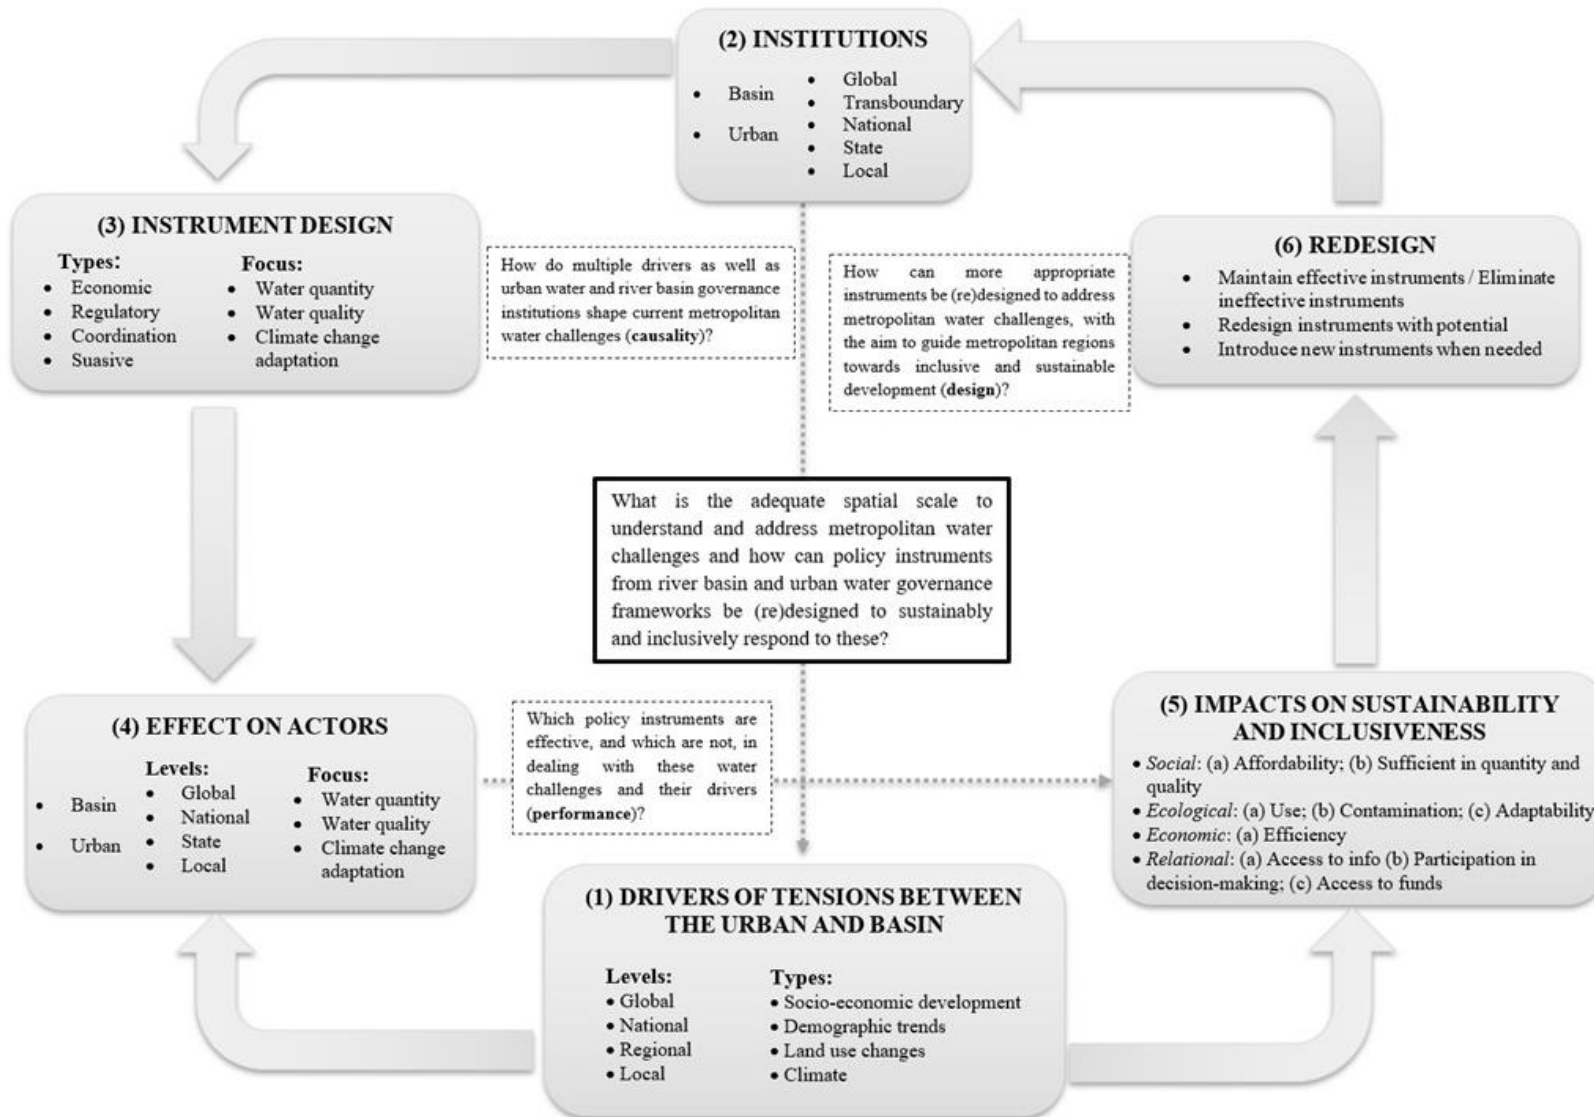 (2) INSTITUTIONS
• Basin
• Urban
• Global
• Transboundary
• National
• State
• Local
(3) INSTRUMENT DESIGN
Types:
• Economic
• Regulatory
• Coordination
• Suasive
Focus:
• Water quantity
• Water quality
• Climate change
adaptation
How do multiple drivers as well as
urban water and river basin governance
institutions shape current metropolitan
water challenges (causality)?
How can more appropriate
instruments be (re)designed to address
metropolitan water challenges, with
the aim to guide metropolitan regions
towards inclusive and sustainable
development (design)?
(6) REDESIGN
• Maintain effective instruments / Eliminate
ineffective instruments
• Redesign instruments with potential
• Introduce new instruments when needed
What is the adequate spatial scale to
understand and address metropolitan water
challenges and how can policy instruments
from river basin and urban water governance
frameworks be (re)designed to sustainably
and inclusively respond to these?
(4) EFFECT ON ACTORS
• Basin
• Urban
Levels:
• Global
• National
• State
• Local
Focus:
• Water quantity
• Water quality
• Climate change
adaptation
Which policy instruments are
effective, and which are not, in
dealing with these water
challenges and their drivers
(performance)?
(5) IMPACTS ON SUSTAINABILITY
AND INCLUSIVENESS
• Social: (a) Affordability; (b) Sufficient in quantity and
quality
• Ecological: (a) Use; (b) Contamination; (c) Adaptability
• Economic: (a) Efficiency
• Relational: (a) Access to info (b) Participation in
decision-making; (c) Access to funds
(1) DRIVERS OF TENSIONS BETWEEN
THE URBAN AND BASIN
Levels:
• Global
• National
• Regional
• Local
Types:
• Socio-economic development
• Demographic trends
• Land use changes
• Climate